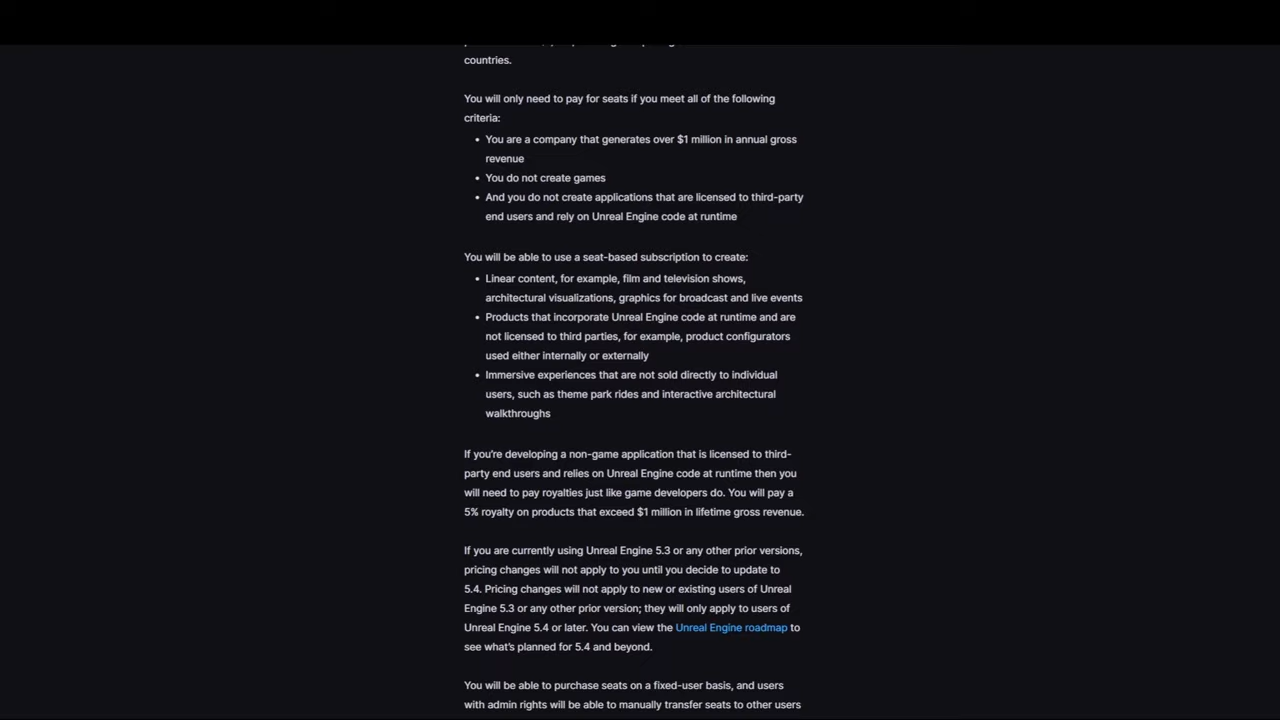 countries.
You will only need to pay for seats if you meet all of the following
criteria:
• You are a company that generates over $1 million in annual gross
revenue
• You do not create games
• And you do not create applications that are licensed to third-party
end users and rely on Unreal Engine code at runtime
You will be able to use a seat-based subscription to create:
• Linear content, for example, film and television shows,
architectural visualizations, graphics for broadcast and live events
• Products that incorporate Unreal Engine code at runtime and are
not licensed to third parties, for example, product configurators
used either internally or externally
• Immersive experiences that are not sold directly to individual
users, such as theme park rides and interactive architectural
walkthroughs
If you’re developing a non-game application that is licensed to third-
party end users and relies on Unreal Engine code at runtime then you
will need to pay royalties just like game developers do. You will pay a
5% royalty on products that exceed $1 million in lifetime gross revenue.
If you are currently using Unreal Engine 5.3 or any other prior versions,
pricing changes will not apply to you until you decide to update to
5.4. Pricing changes will not apply to new or existing users of Unreal
Engine 5.3 or any other prior version; they will only apply to users of
Unreal Engine 5.4 or later. You can view the Unreal Engine roadmap to
see what’s planned for 5.4 and beyond.
You will be able to purchase seats on a fixed-user basis, and users
with admin rights will be able to manually transfer seats to other users